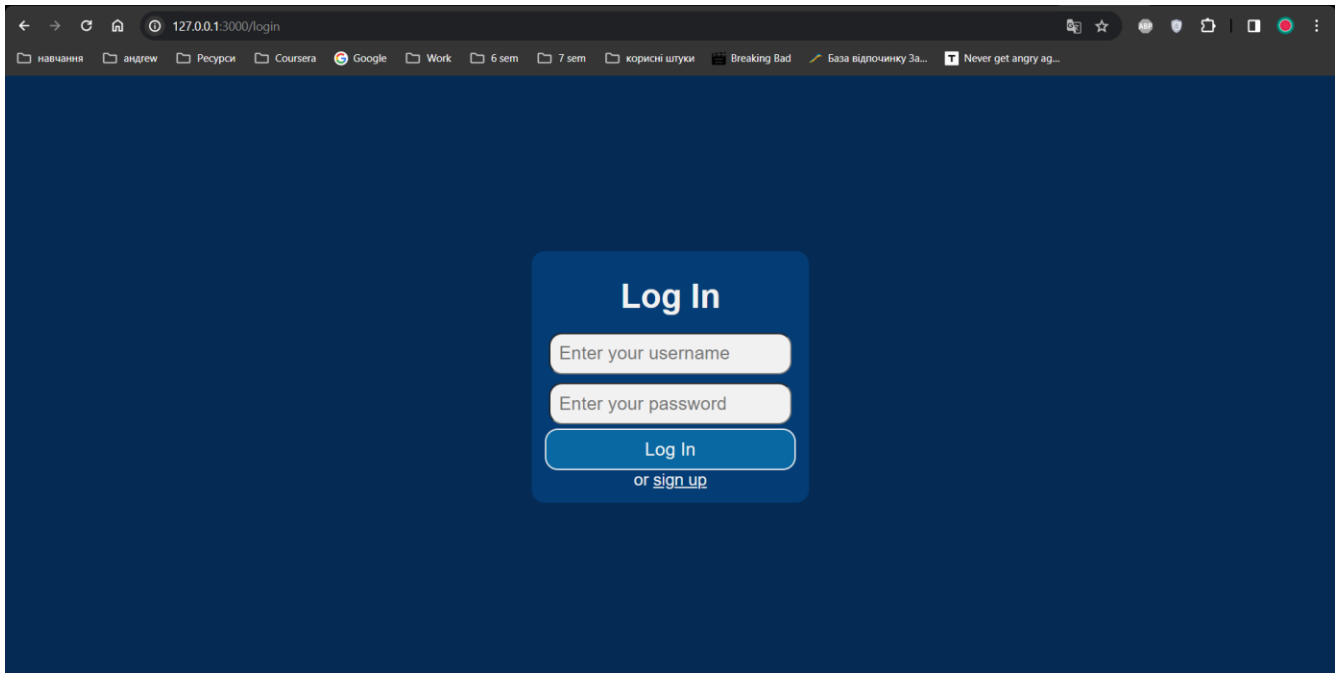 127.0.0.1:3000/login
навчання андrew Ресурси Coursera Google Work 6 sem 7 sem корисні штуки Breaking Bad База відпочинку За... T Never get angry ag...
Log In
Enter your username
Enter your password
Log In
or sign up